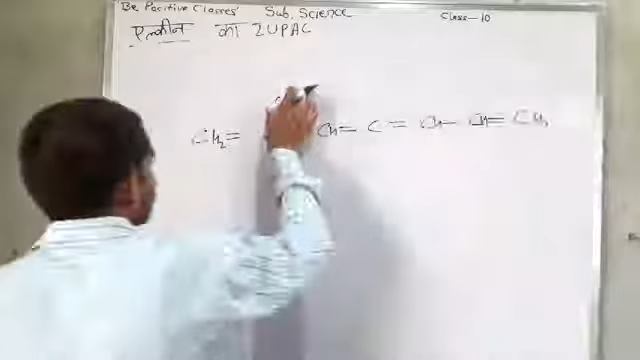 Be Positive Classes' Sub. Science Class-10
एल्कीन का IUPAC
CH₂= CH= C = CH- CH= CH₂